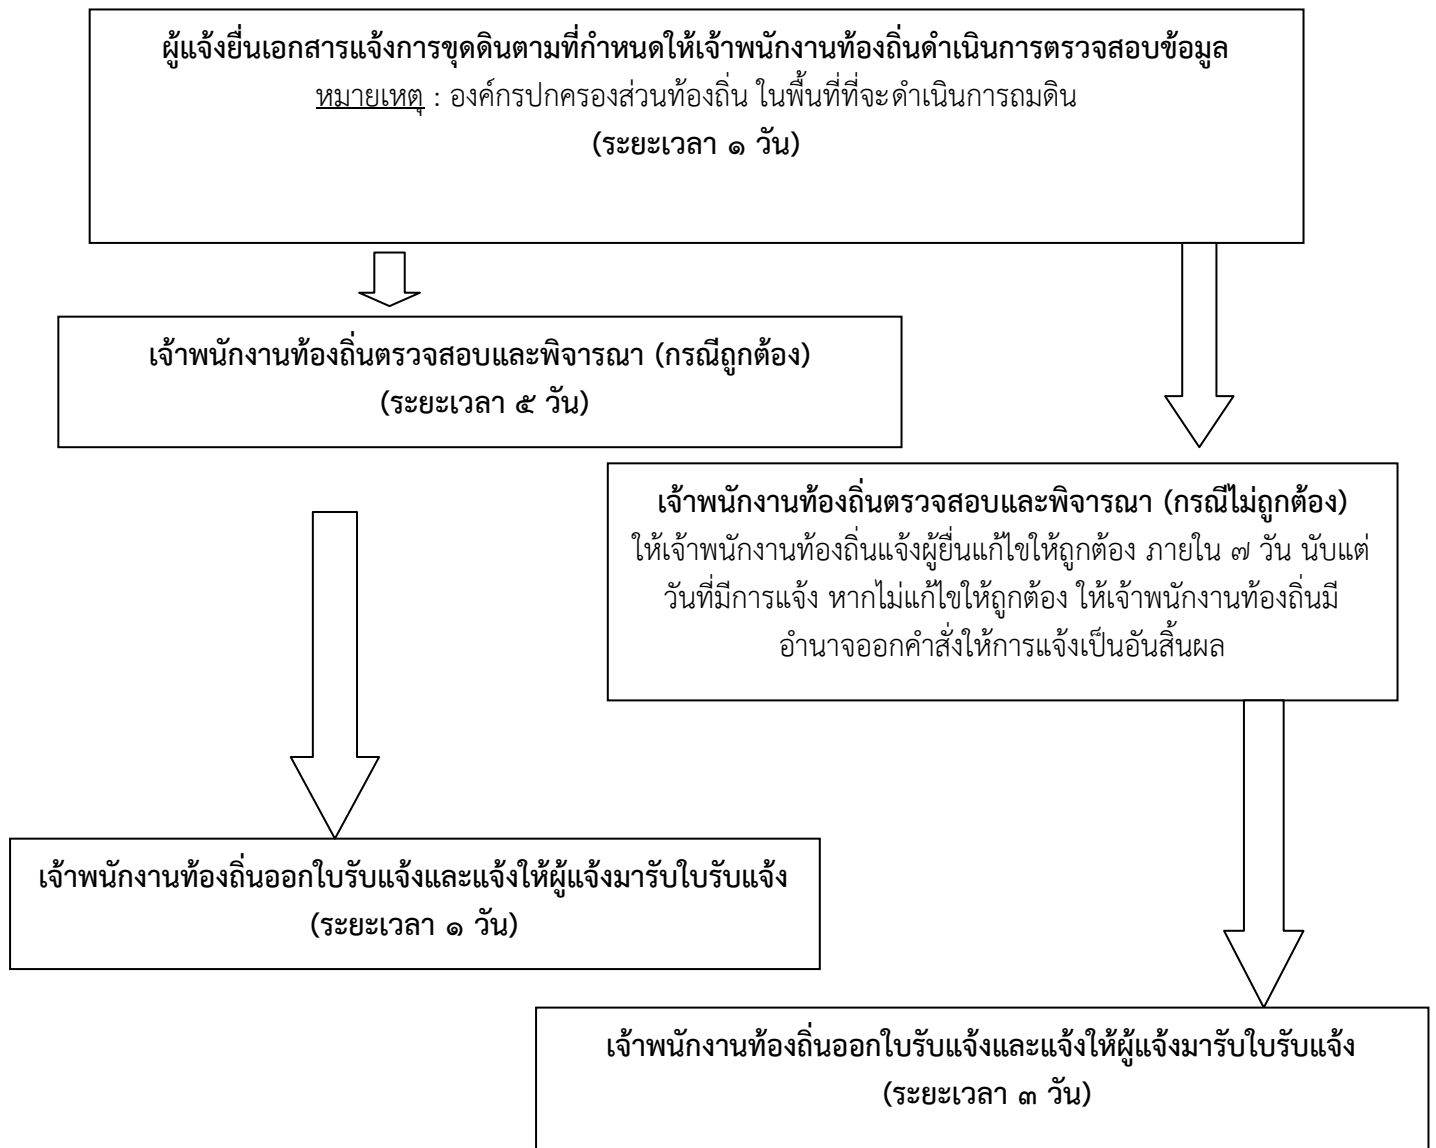 ผู้แจ้งยื่นเอกสารแจ้งการขุดดินตามที่กำหนดให้เจ้าพนักงานท้องถิ่นดำเนินการตรวจสอบข้อมูล
หมายเหตุ : องค์กรปกครองส่วนท้องถิ่น ในพื้นที่ที่จะดำเนินการถมดิน
(ระยะเวลา ๑ วัน)
เจ้าพนักงานท้องถิ่นตรวจสอบและพิจารณา (กรณีถูกต้อง)
(ระยะเวลา ๕ วัน)
เจ้าพนักงานท้องถิ่นตรวจสอบและพิจารณา (กรณีไม่ถูกต้อง)
ให้เจ้าพนักงานท้องถิ่นแจ้งผู้ยื่นแก้ไขให้ถูกต้อง ภายใน ๗ วัน นับแต่
วันที่มีการแจ้ง หากไม่แก้ไขให้ถูกต้อง ให้เจ้าพนักงานท้องถิ่นมี
อำนาจออกคำสั่งให้การแจ้งเป็นอันสิ้นผล
เจ้าพนักงานท้องถิ่นออกใบรับแจ้งและแจ้งให้ผู้แจ้งมารับใบรับแจ้ง
(ระยะเวลา ๑ วัน)
เจ้าพนักงานท้องถิ่นออกใบรับแจ้งและแจ้งให้ผู้แจ้งมารับใบรับแจ้ง
(ระยะเวลา ๓ วัน)